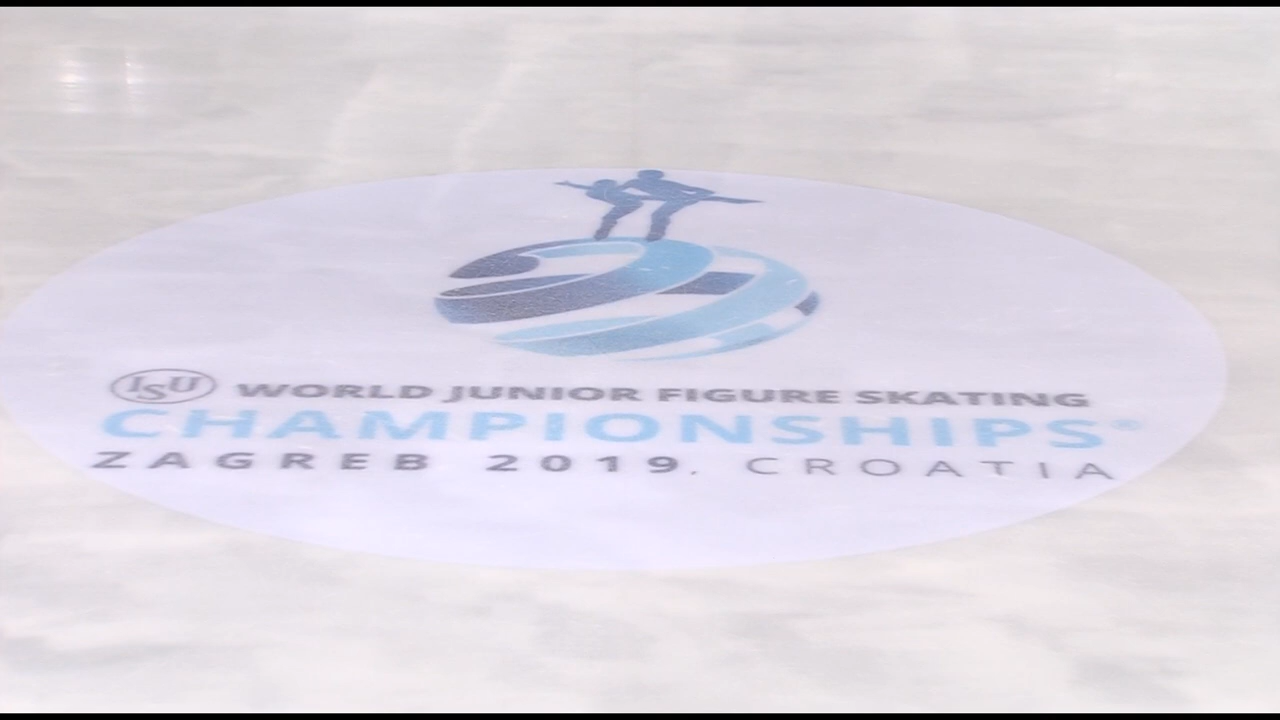 ISU WORLD JUNIOR FIGURE SKATING
CHAMPIONSHIPS®
ZAGREB 2019. CROATIA